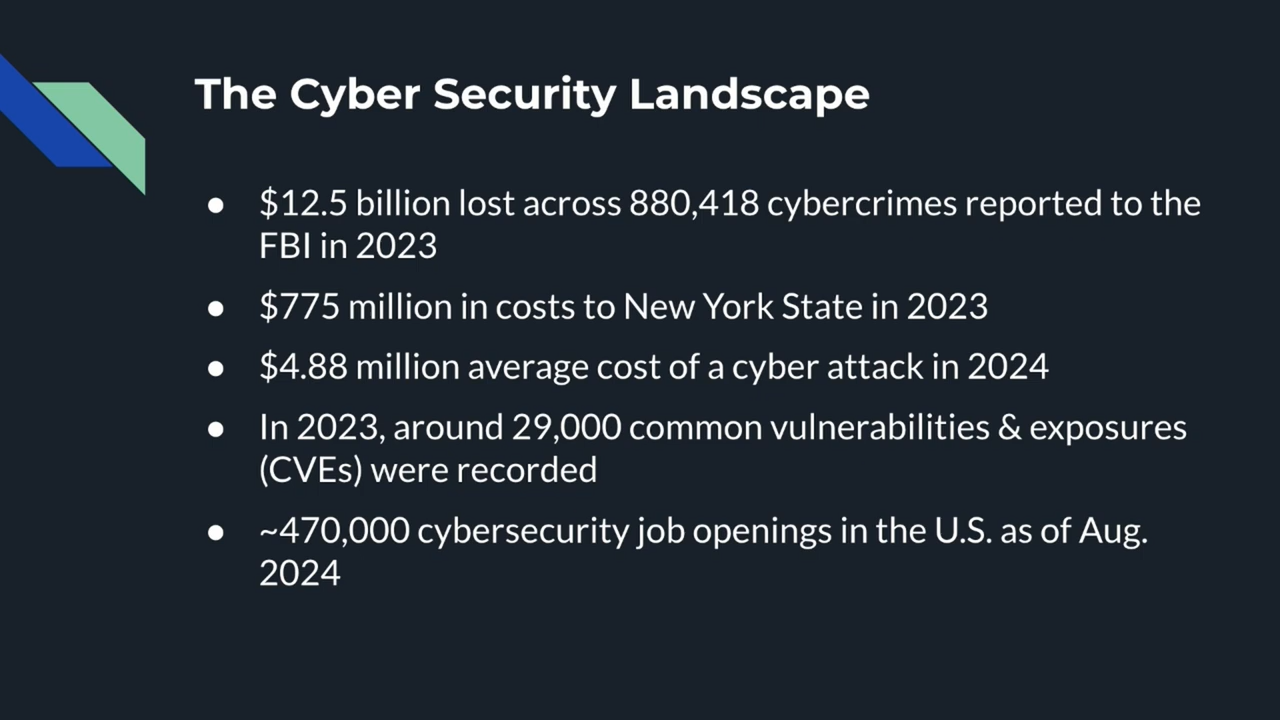 The Cyber Security Landscape
● $12.5 billion lost across 880,418 cybercrimes reported to the
FBI in 2023
● $775 million in costs to New York State in 2023
● $4.88 million average cost of a cyber attack in 2024
● In 2023, around 29,000 common vulnerabilities & exposures
(CVEs) were recorded
● ~470,000 cybersecurity job openings in the U.S. as of Aug.
2024